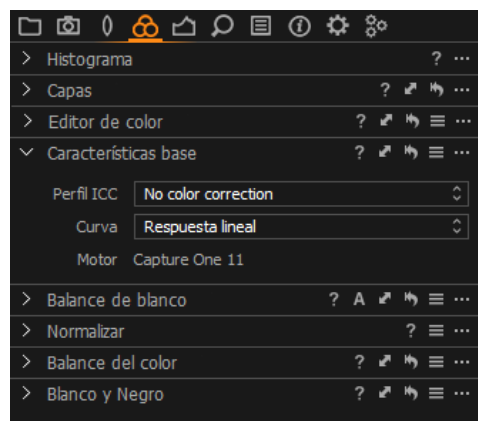 Histograma ? ...
Capas ? ...
Editor de color ? ...
Características base ? ...
Perfil ICC No color correction
Curva Respuesta lineal
Motor Capture One 11
Balance de blanco ? A ...
Normalizar ? ...
Balance del color ? ...
Blanco y Negro ? ...